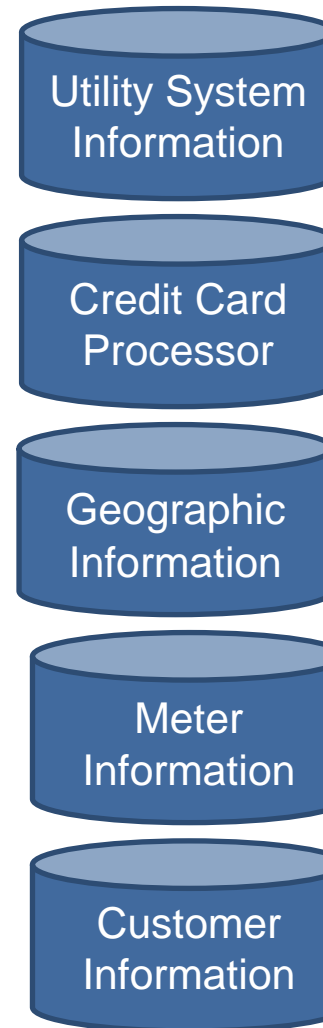 Utility System
Information
Credit Card
Processor
Geographic
Information
Meter
Information
Customer
Information